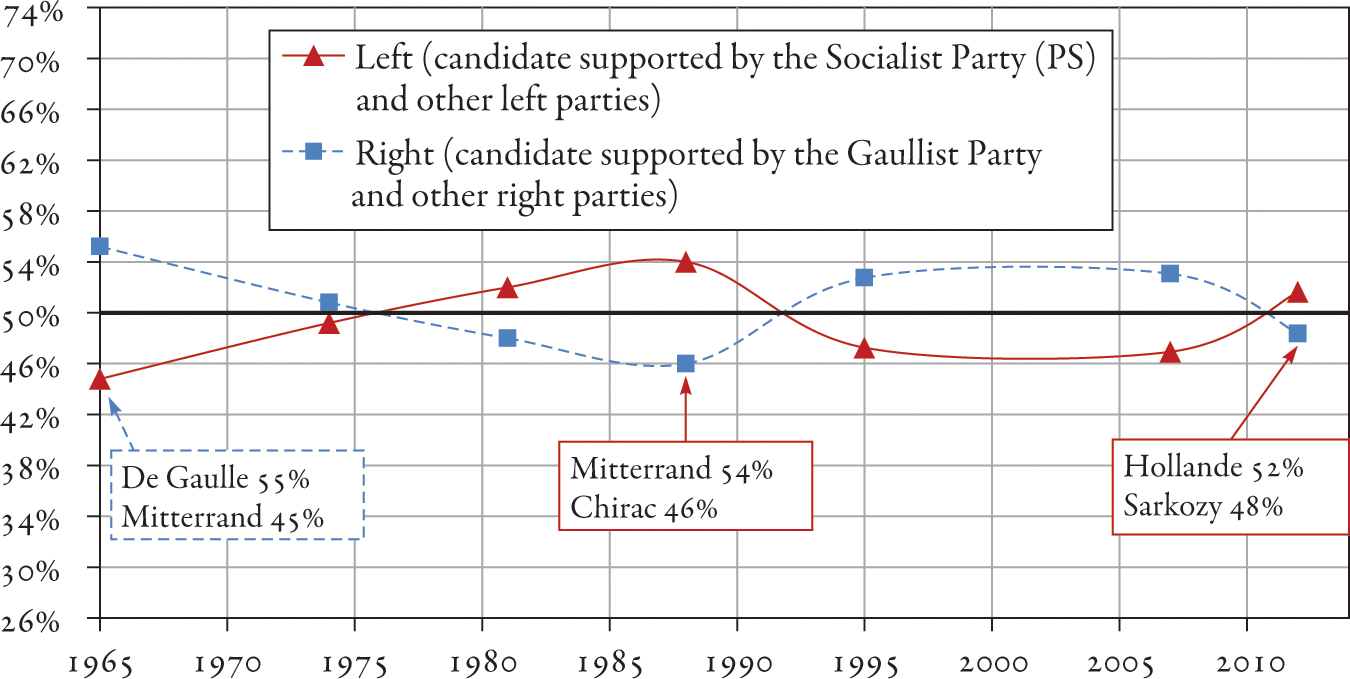 74%
70%
66%
62%
58%
54%
50%
46%
42%
38%
34%
30%
26%
Left (candidate supported by the Socialist Party (PS)
and other left parties)
Right (candidate supported by the Gaullist Party
and other right parties)
De Gaulle 55%
Mitterrand 45%
Mitterrand 54%
Chirac 46%
Hollande 52%
Sarkozy 48%
1965 1970 1975 1980 1985 1990 1995 2000 2005 2010